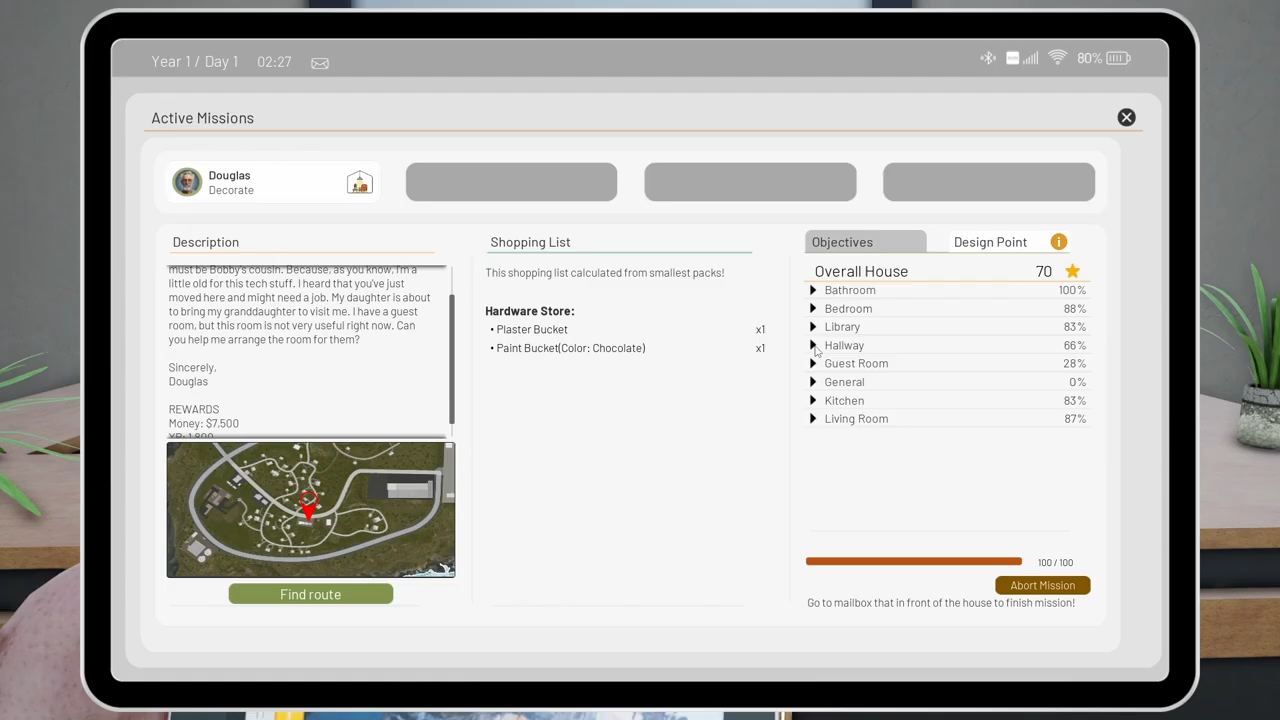 Year 1 / Day 1 02:27 80%
Active Missions
Douglas
Decorate
Description
must be Bobby's cousin. Because, as you know, I'm a
little old for this tech stuff. I heard that you've just
moved here and might need a job. My daughter is about
to bring my granddaughter to visit me. I have a guest
room, but this room is not very useful right now. Can
you help me arrange the room for them?
Sincerely,
Douglas
REWARDS
Money: $7,500
XP: 1,800
Find route
Shopping List
This shopping list calculated from smallest packs!
Hardware Store:
• Plaster Bucket x1
• Paint Bucket(Color: Chocolate) x1
Objectives Design Point i
Overall House 70
Bathroom 100%
Bedroom 88%
Library 83%
Hallway 66%
Guest Room 28%
General 0%
Kitchen 83%
Living Room 87%
100 / 100
Abort Mission
Go to mailbox that in front of the house to finish mission!